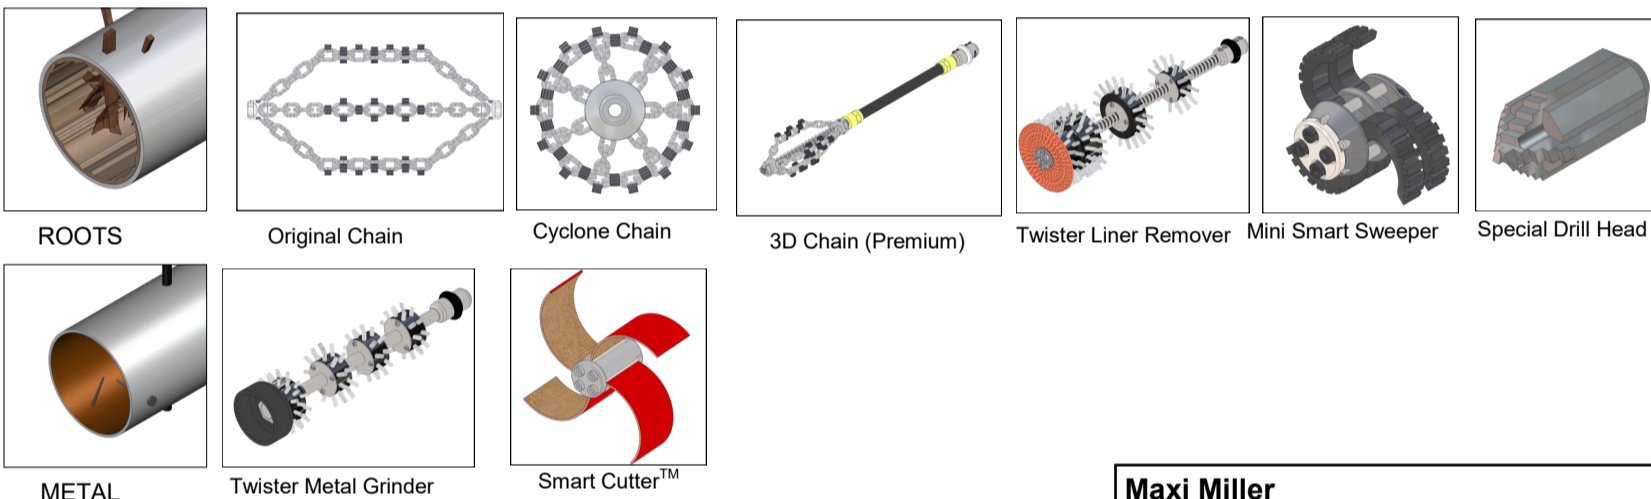 ROOTS
Original Chain
Cyclone Chain
3D Chain (Premium)
Twister Liner Remover
Mini Smart Sweeper
Special Drill Head
METAL
Twister Metal Grinder
Smart Cutter™
Maxi Miller